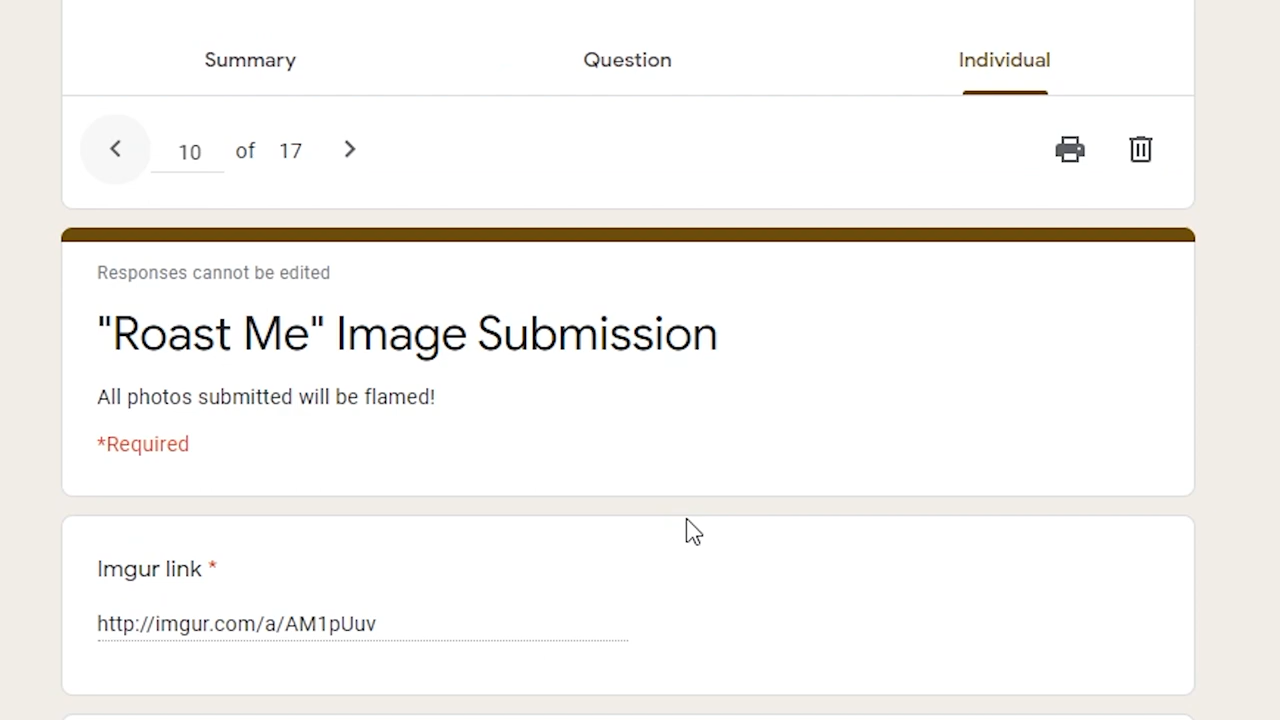 Summary Question Individual
10 of 17
Responses cannot be edited
"Roast Me" Image Submission
All photos submitted will be flamed!
*Required
Imgur link *
http://imgur.com/a/AM1pUuv